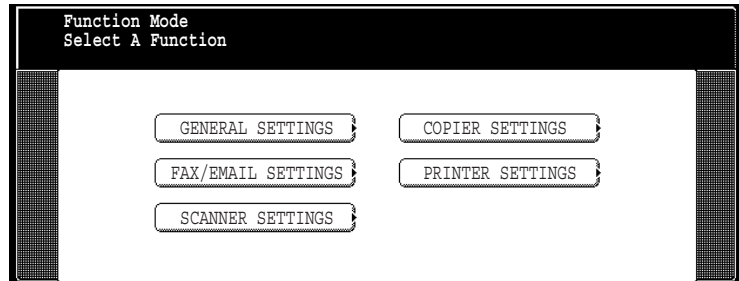 Function Mode
Select A Function
GENERAL SETTINGS
COPIER SETTINGS
FAX/EMAIL SETTINGS
PRINTER SETTINGS
SCANNER SETTINGS